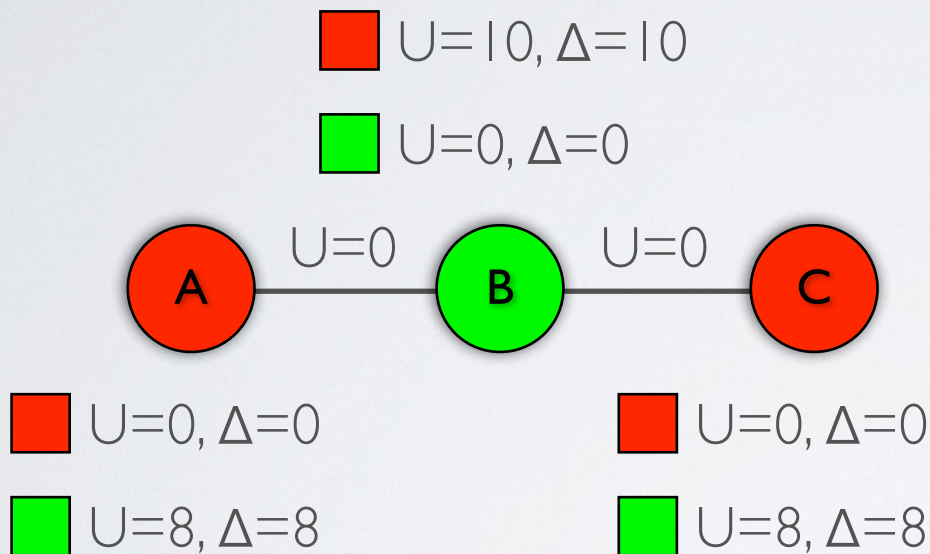 U=10, Δ=10
U=0, Δ=0
U=0 U=0
A B C
U=0, Δ=0 U=0, Δ=0
U=8, Δ=8 U=8, Δ=8